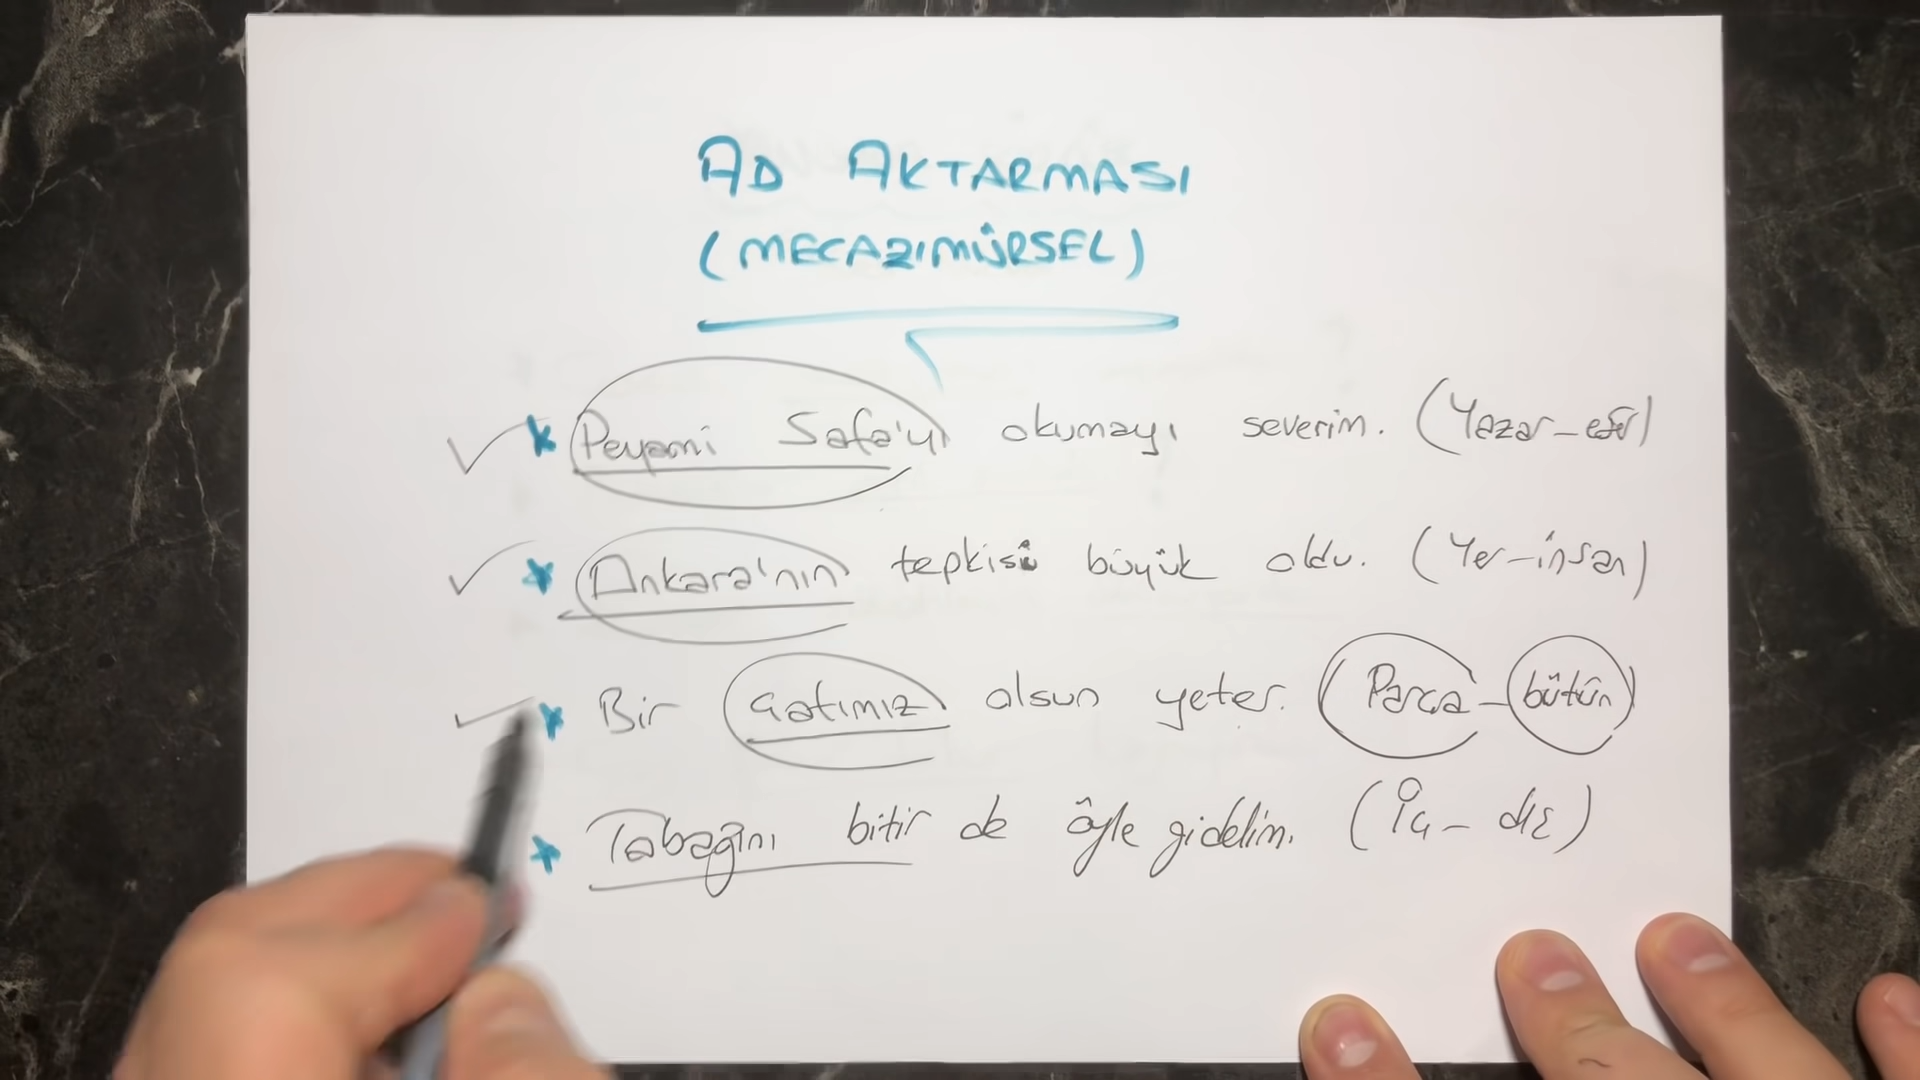 AD AKTARMASI
(MECAZIMÜRSEL)
Peyami Safa'yı okumayı severim. (Yazar-eser)
Ankara'nın tepkisi büyük oldu. (Yer-insan)
Bir çatımız olsun yeter. (Parça-bütün)
Tabağını bitir de öyle gidelim. (İç-dış)